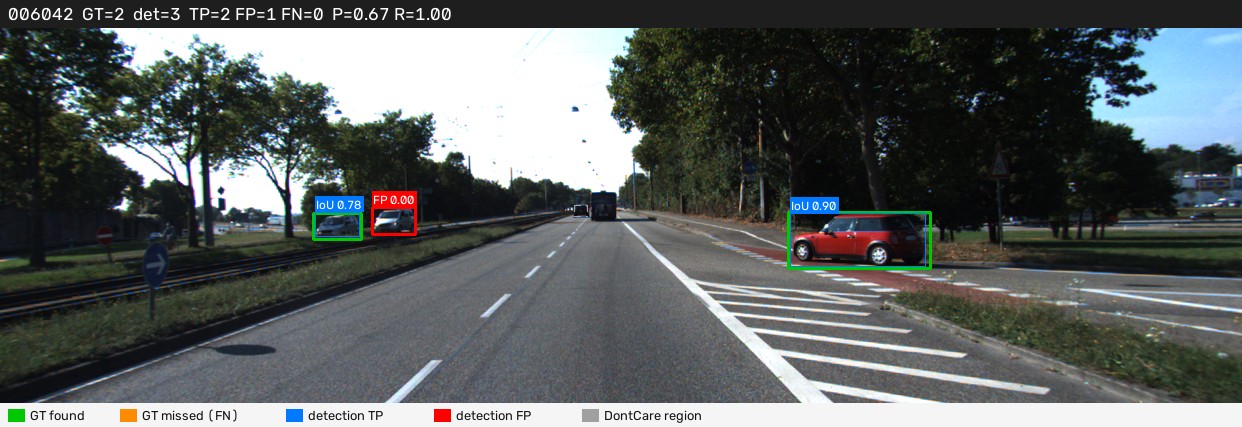 006042 GT=2 det=3 TP=2 FP=1 FN=0 P=0.67 R=1.00
IoU 0.78
FP 0.00
IoU 0.90
GT found
GT missed (FN)
detection TP
detection FP
DontCare region